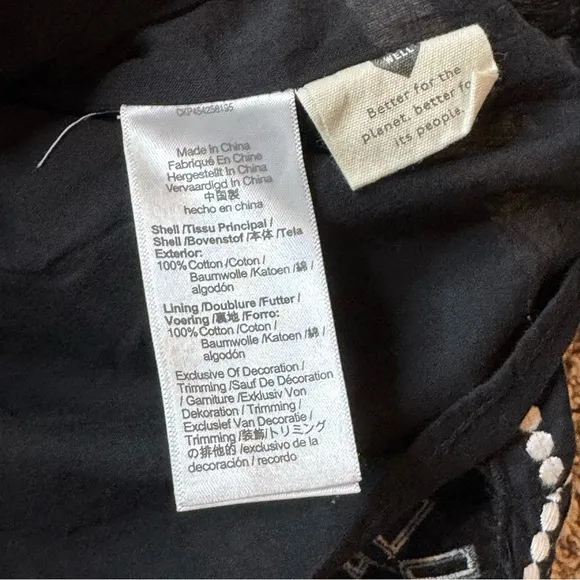 CKP454258195
Made in China
Fabriqué En Chine
Hergestellt In China
Vervaardigd In China
中国製
hecho en china
Shell /Tissu Principal /
Shell /Bovenstof /本体 /Tela
Exterior:
100% Cotton /Coton /
Baumwolle /Katoen /綿 /
algodón
Lining /Doublure /Futter /
Voering /裏地 /Forro:
100% Cotton /Coton /
Baumwolle /Katoen /綿 /
algodón
Exclusive Of Decoration /
Trimming /Sauf De Décoration
/ Garniture /Exklusiv Von
Dekoration / Trimming /
Exclusief Van Decoratie /
Trimming /装飾/トリミング
の排他的 /exclusivo de la
decoración / recordo
WELL
Better for the
planet, better fo
its people.